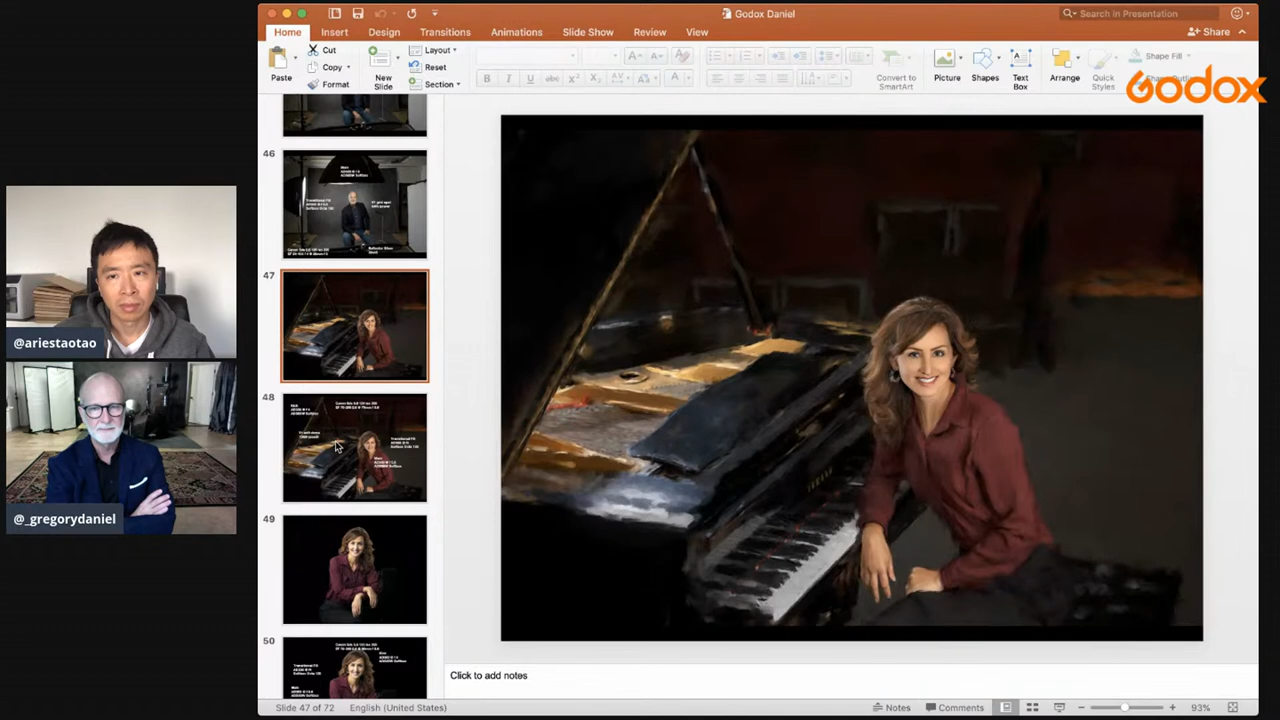 Godox Daniel
Search in Presentation
Home
Insert
Design
Transitions
Animations
Slide Show
Review
View
Share
Paste
Cut
Copy
Format
New
Slide
Layout
Reset
Section
Convert to
SmartArt
Picture
Shapes
Text
Box
Arrange
Quick
Styles
Shape Fill
Godox
46
47
48
49
50
@ariestaotao
@_gregorydaniel
Click to add notes
Slide 47 of 72
English (United States)
Notes
Comments
93%